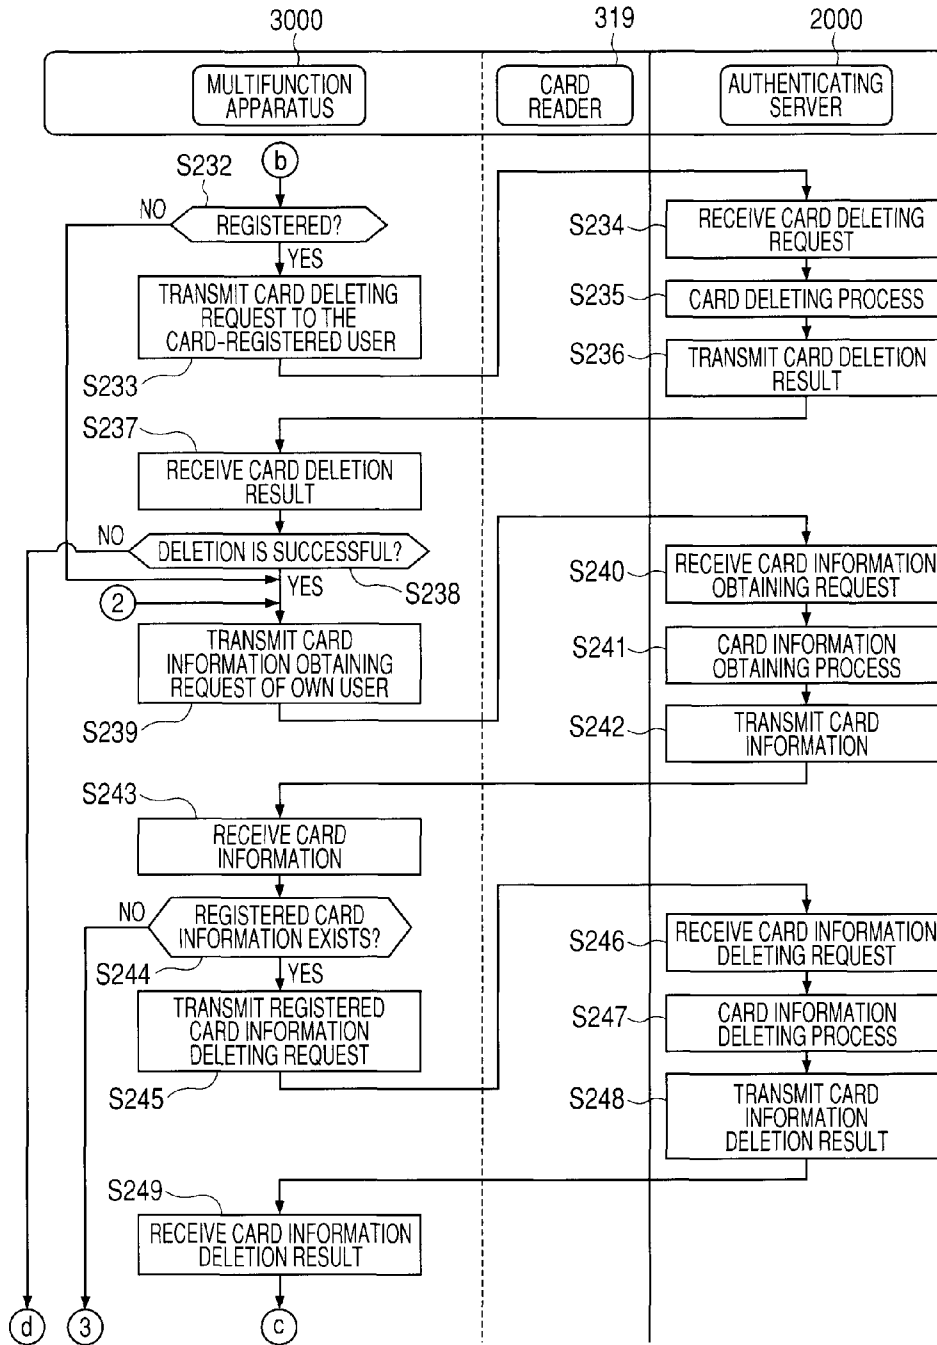 3000
319
2000
MULTIFUNCTION
APPARATUS
CARD
READER
AUTHENTICATING
SERVER
b
S232
NO
REGISTERED?
YES
TRANSMIT CARD DELETING
REQUEST TO THE
CARD-REGISTERED USER
S233
S234
RECEIVE CARD DELETING
REQUEST
S235
CARD DELETING PROCESS
S236
TRANSMIT CARD DELETION
RESULT
S237
RECEIVE CARD DELETION
RESULT
NO
DELETION IS SUCCESSFUL?
YES
S238
2
TRANSMIT CARD
INFORMATION OBTAINING
REQUEST OF OWN USER
S239
S240
RECEIVE CARD INFORMATION
OBTAINING REQUEST
S241
CARD INFORMATION
OBTAINING PROCESS
S242
TRANSMIT CARD
INFORMATION
S243
RECEIVE CARD
INFORMATION
NO
REGISTERED CARD
INFORMATION EXISTS?
S244
YES
TRANSMIT REGISTERED
CARD INFORMATION
DELETING REQUEST
S245
S246
RECEIVE CARD INFORMATION
DELETING REQUEST
S247
CARD INFORMATION
DELETING PROCESS
S248
TRANSMIT CARD
INFORMATION
DELETION RESULT
S249
RECEIVE CARD INFORMATION
DELETION RESULT
d
3
c